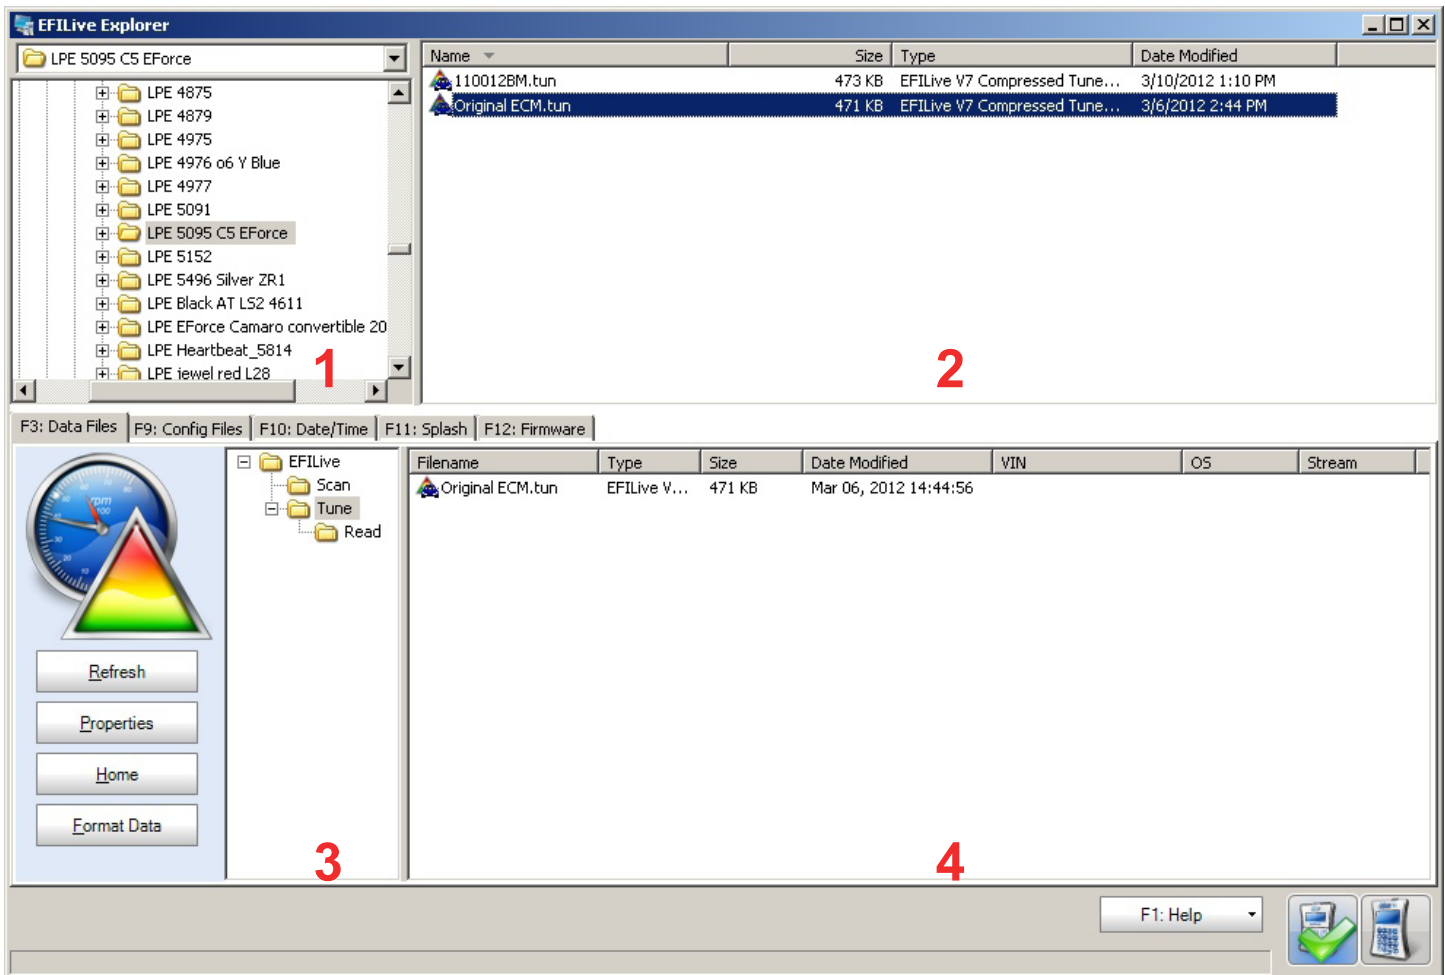 EFILive Explorer
LPE 5095 C5 EForce
LPE 4875
LPE 4879
LPE 4975
LPE 4976 o6 Y Blue
LPE 4977
LPE 5091
LPE 5095 C5 EForce
LPE 5152
LPE 5496 Silver ZR1
LPE Black AT LS2 4611
LPE EForce Camaro convertible 20
LPE Heartbeat_5814
LPE jewel red L28
1
Name Size Type Date Modified
110012BM.tun 473 KB EFILive V7 Compressed Tune... 3/10/2012 1:10 PM
Original ECM.tun 471 KB EFILive V7 Compressed Tune... 3/6/2012 2:44 PM
2
F3: Data Files F9: Config Files F10: Date/Time F11: Splash F12: Firmware
rpm
100
Refresh
Properties
Home
Format Data
EFILive
Scan
Tune
Read
3
Filename Type Size Date Modified VIN OS Stream
Original ECM.tun EFILive V... 471 KB Mar 06, 2012 14:44:56
4
F1: Help